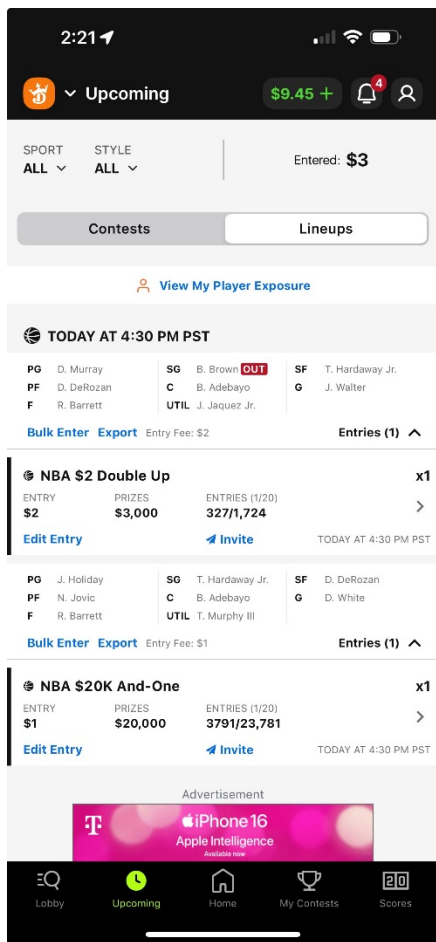 2:21
Upcoming
$9.45 +
4
SPORT STYLE
ALL ALL
Entered: $3
Contests Lineups
View My Player Exposure
TODAY AT 4:30 PM PST
PG D. Murray SG B. Brown OUT SF T. Hardaway Jr.
PF D. DeRozan C B. Adebayo G J. Walter
F R. Barrett UTIL J. Jaquez Jr.
Bulk Enter Export Entry Fee: $2 Entries (1)
NBA $2 Double Up x1
ENTRY PRIZES ENTRIES (1/20)
$2 $3,000 327/1,724
Edit Entry Invite TODAY AT 4:30 PM PST
PG J. Holiday SG T. Hardaway Jr. SF D. DeRozan
PF N. Jovic C B. Adebayo G D. White
F R. Barrett UTIL T. Murphy III
Bulk Enter Export Entry Fee: $1 Entries (1)
NBA $20K And-One x1
ENTRY PRIZES ENTRIES (1/20)
$1 $20,000 3791/23,781
Edit Entry Invite TODAY AT 4:30 PM PST
Advertisement
T iPhone 16
Apple Intelligence
Available now
20
Lobby Upcoming Home My Contests Scores